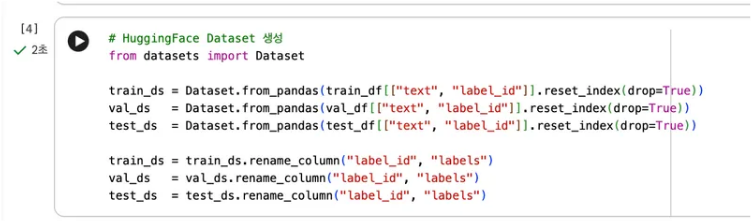 [4]
✓ 2초
# HuggingFace Dataset 생성
from datasets import Dataset
train_ds = Dataset.from_pandas(train_df[["text", "label_id"]].reset_index(drop=True))
val_ds   = Dataset.from_pandas(val_df[["text", "label_id"]].reset_index(drop=True))
test_ds  = Dataset.from_pandas(test_df[["text", "label_id"]].reset_index(drop=True))
train_ds = train_ds.rename_column("label_id", "labels")
val_ds   = val_ds.rename_column("label_id", "labels")
test_ds  = test_ds.rename_column("label_id", "labels")